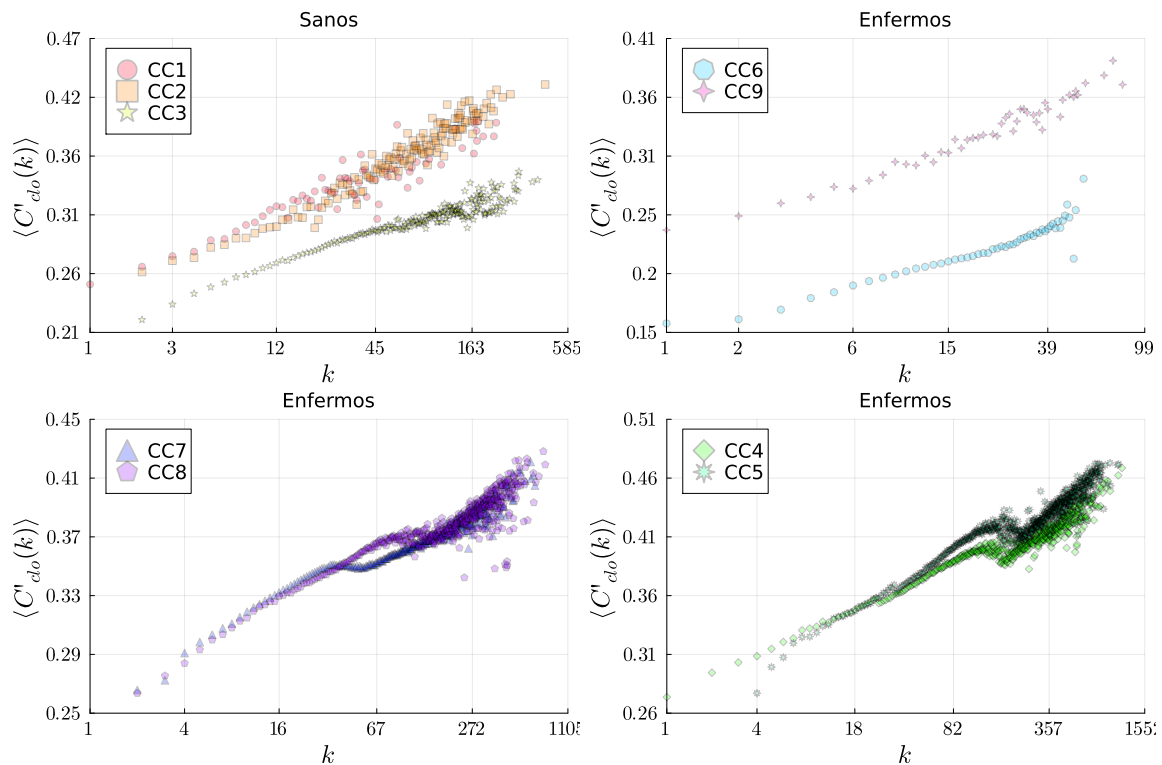 Sanos
0.47
0.42
0.36
0.31
0.26
0.21
⟨C'clo(k)⟩
CC1
CC2
CC3
1 3 12 45 163 585
k
Enfermos
0.41
0.36
0.31
0.25
0.2
0.15
⟨C'clo(k)⟩
CC6
CC9
1 2 6 15 39 99
k
Enfermos
0.45
0.41
0.37
0.33
0.29
0.25
⟨C'clo(k)⟩
CC7
CC8
1 4 16 67 272 1105
k
Enfermos
0.51
0.46
0.41
0.36
0.31
0.26
⟨C'clo(k)⟩
CC4
CC5
1 4 18 82 357 1552
k